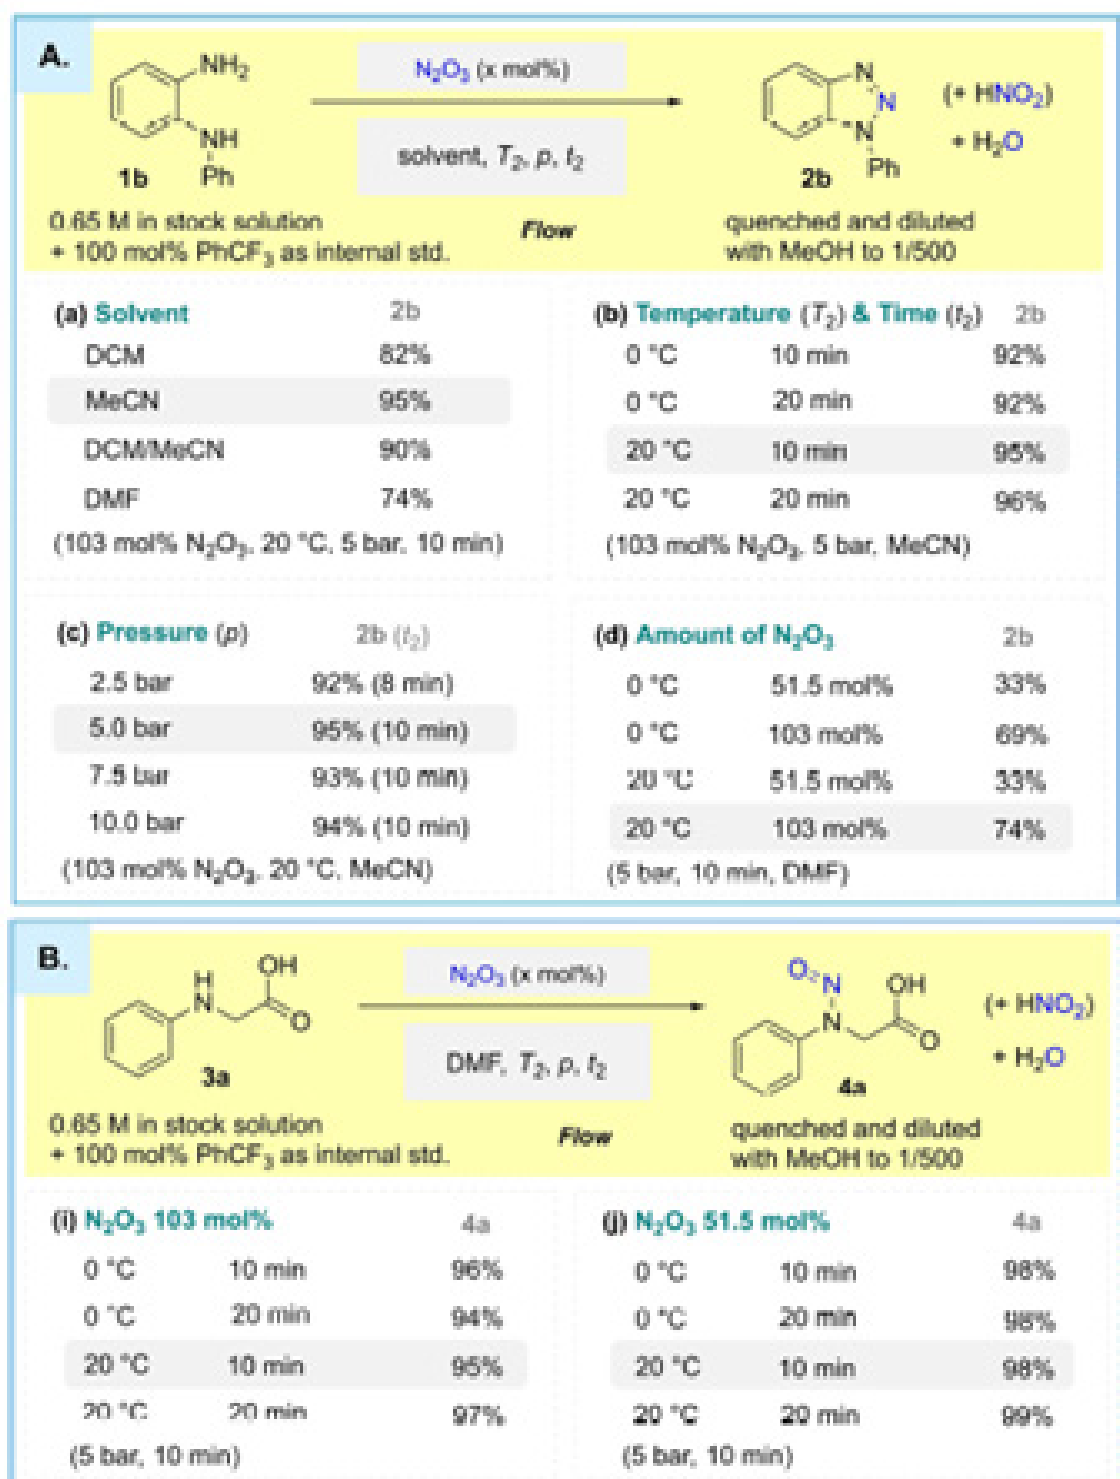 A.
NH₂
NH
Ph
1b
N₂O₃ (x mol%)
solvent, T₂, p, t₂
N
N
N
Ph
2b
(+ HNO₂)
+ H₂O
0.65 M in stock solution
+ 100 mol% PhCF₃ as internal std.
Flow
quenched and diluted
with MeOH to 1/500
(a) Solvent 2b
DCM 82%
MeCN 95%
DCM/MeCN 90%
DMF 74%
(103 mol% N₂O₃, 20 °C, 5 bar, 10 min)
(b) Temperature (T₂) & Time (t₂) 2b
0 °C 10 min 92%
0 °C 20 min 92%
20 °C 10 min 95%
20 °C 20 min 96%
(103 mol% N₂O₃, 5 bar, MeCN)
(c) Pressure (p) 2b (t₂)
2.5 bar 92% (8 min)
5.0 bar 95% (10 min)
7.5 bar 93% (10 min)
10.0 bar 94% (10 min)
(103 mol% N₂O₃, 20 °C, MeCN)
(d) Amount of N₂O₃ 2b
0 °C 51.5 mol% 33%
0 °C 103 mol% 69%
20 °C 51.5 mol% 33%
20 °C 103 mol% 74%
(5 bar, 10 min, DMF)
B.
H
N
OH
O
3a
N₂O₃ (x mol%)
DMF, T₂, p, t₂
O
N
N
OH
O
4a
(+ HNO₂)
+ H₂O
0.65 M in stock solution
+ 100 mol% PhCF₃ as internal std.
Flow
quenched and diluted
with MeOH to 1/500
(i) N₂O₃ 103 mol% 4a
0 °C 10 min 96%
0 °C 20 min 94%
20 °C 10 min 95%
20 °C 20 min 97%
(5 bar, 10 min)
(j) N₂O₃ 51.5 mol% 4a
0 °C 10 min 98%
0 °C 20 min 98%
20 °C 10 min 98%
20 °C 20 min 99%
(5 bar, 10 min)